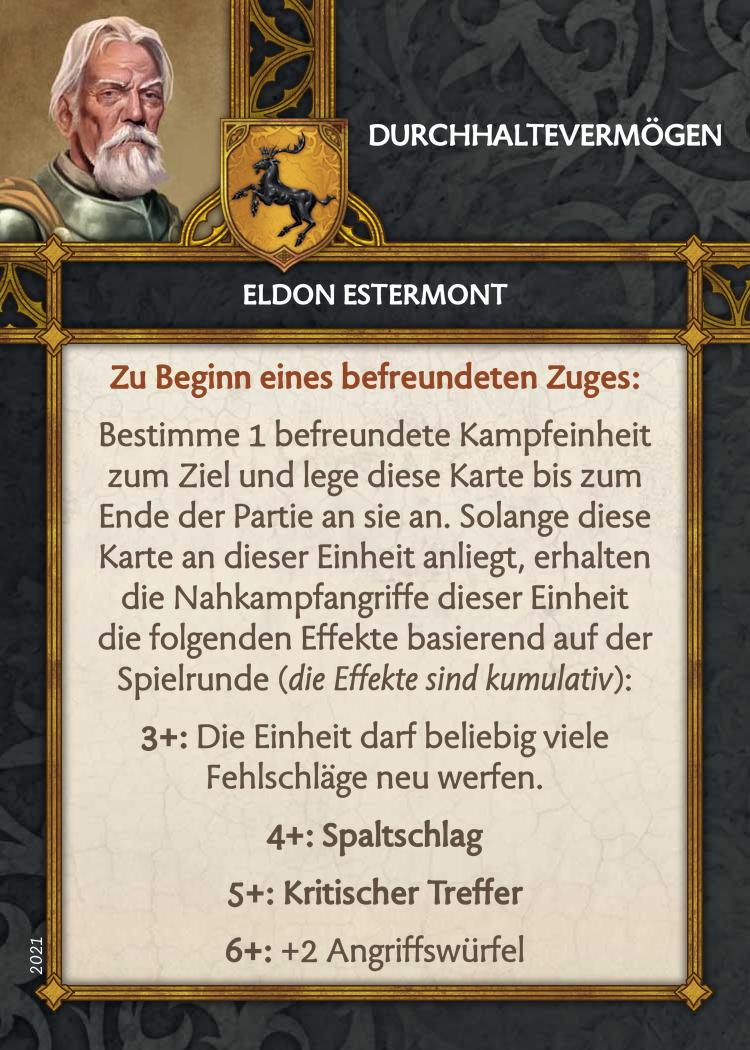 DURCHHALTEVERMÖGEN
ELDON ESTERMONT
Zu Beginn eines befreundeten Zuges:
Bestimme 1 befreundete Kampfeinheit
zum Ziel und lege diese Karte bis zum
Ende der Partie an sie an. Solange diese
Karte an dieser Einheit anliegt, erhalten
die Nahkampfangriffe dieser Einheit
die folgenden Effekte basierend auf der
Spielrunde (die Effekte sind kumulativ):
3+: Die Einheit darf beliebig viele
Fehlschläge neu werfen.
4+: Spaltschlag
5+: Kritischer Treffer
6+: +2 Angriffswürfel
2021